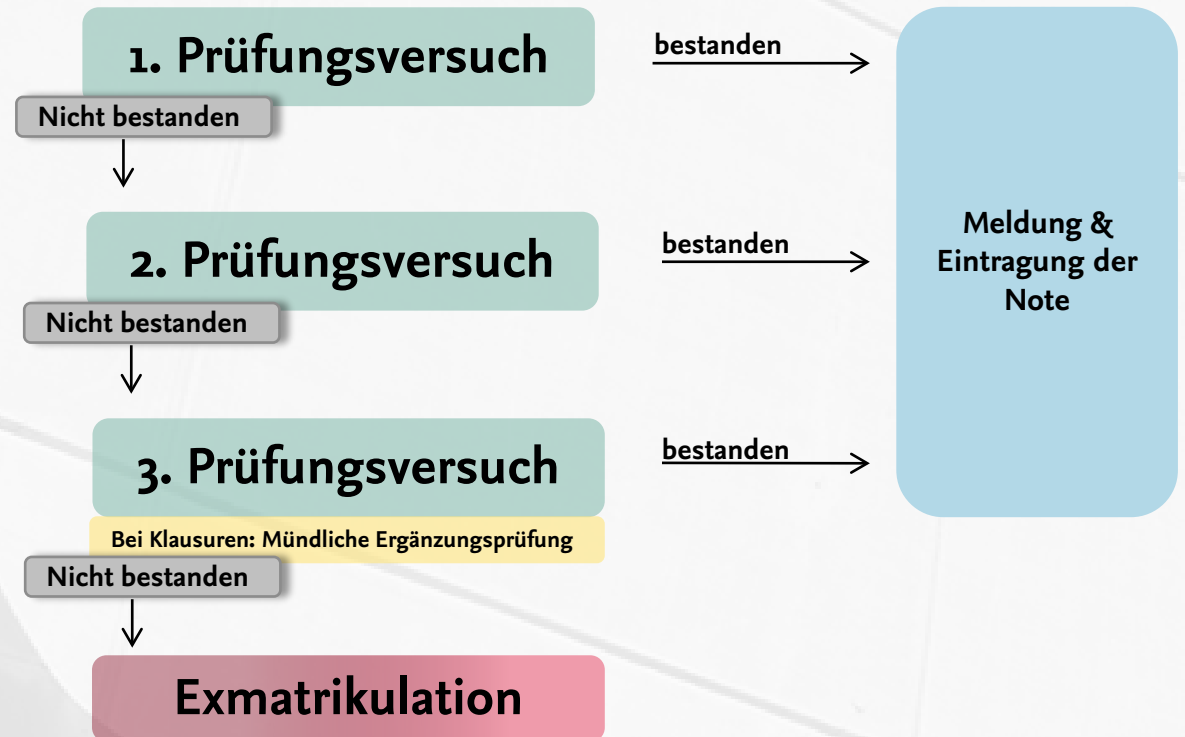 1. Prüfungsversuch
bestanden
Nicht bestanden
2. Prüfungsversuch
bestanden
Meldung &
Eintragung der
Note
Nicht bestanden
3. Prüfungsversuch
bestanden
Bei Klausuren: Mündliche Ergänzungsprüfung
Nicht bestanden
Exmatrikulation